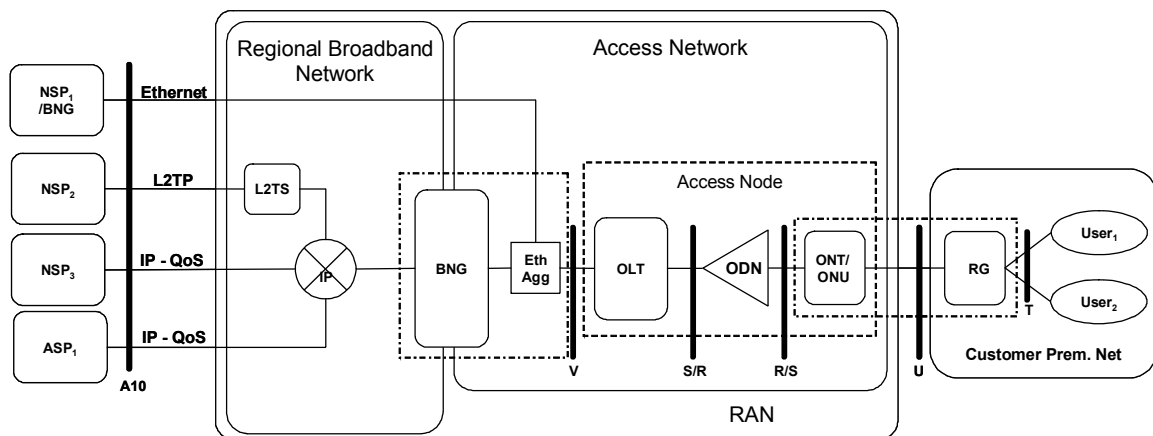 Regional Broadband
Network
Access Network
NSP1
/BNG
Ethernet
NSP2
L2TP
L2TS
Access Node
NSP3
IP - QoS
IP
BNG
Eth
Agg
OLT
ODN
ONT/
ONU
RG
User1
User2
T
ASP1
IP - QoS
A10
V
S/R
R/S
U
Customer Prem. Net
RAN